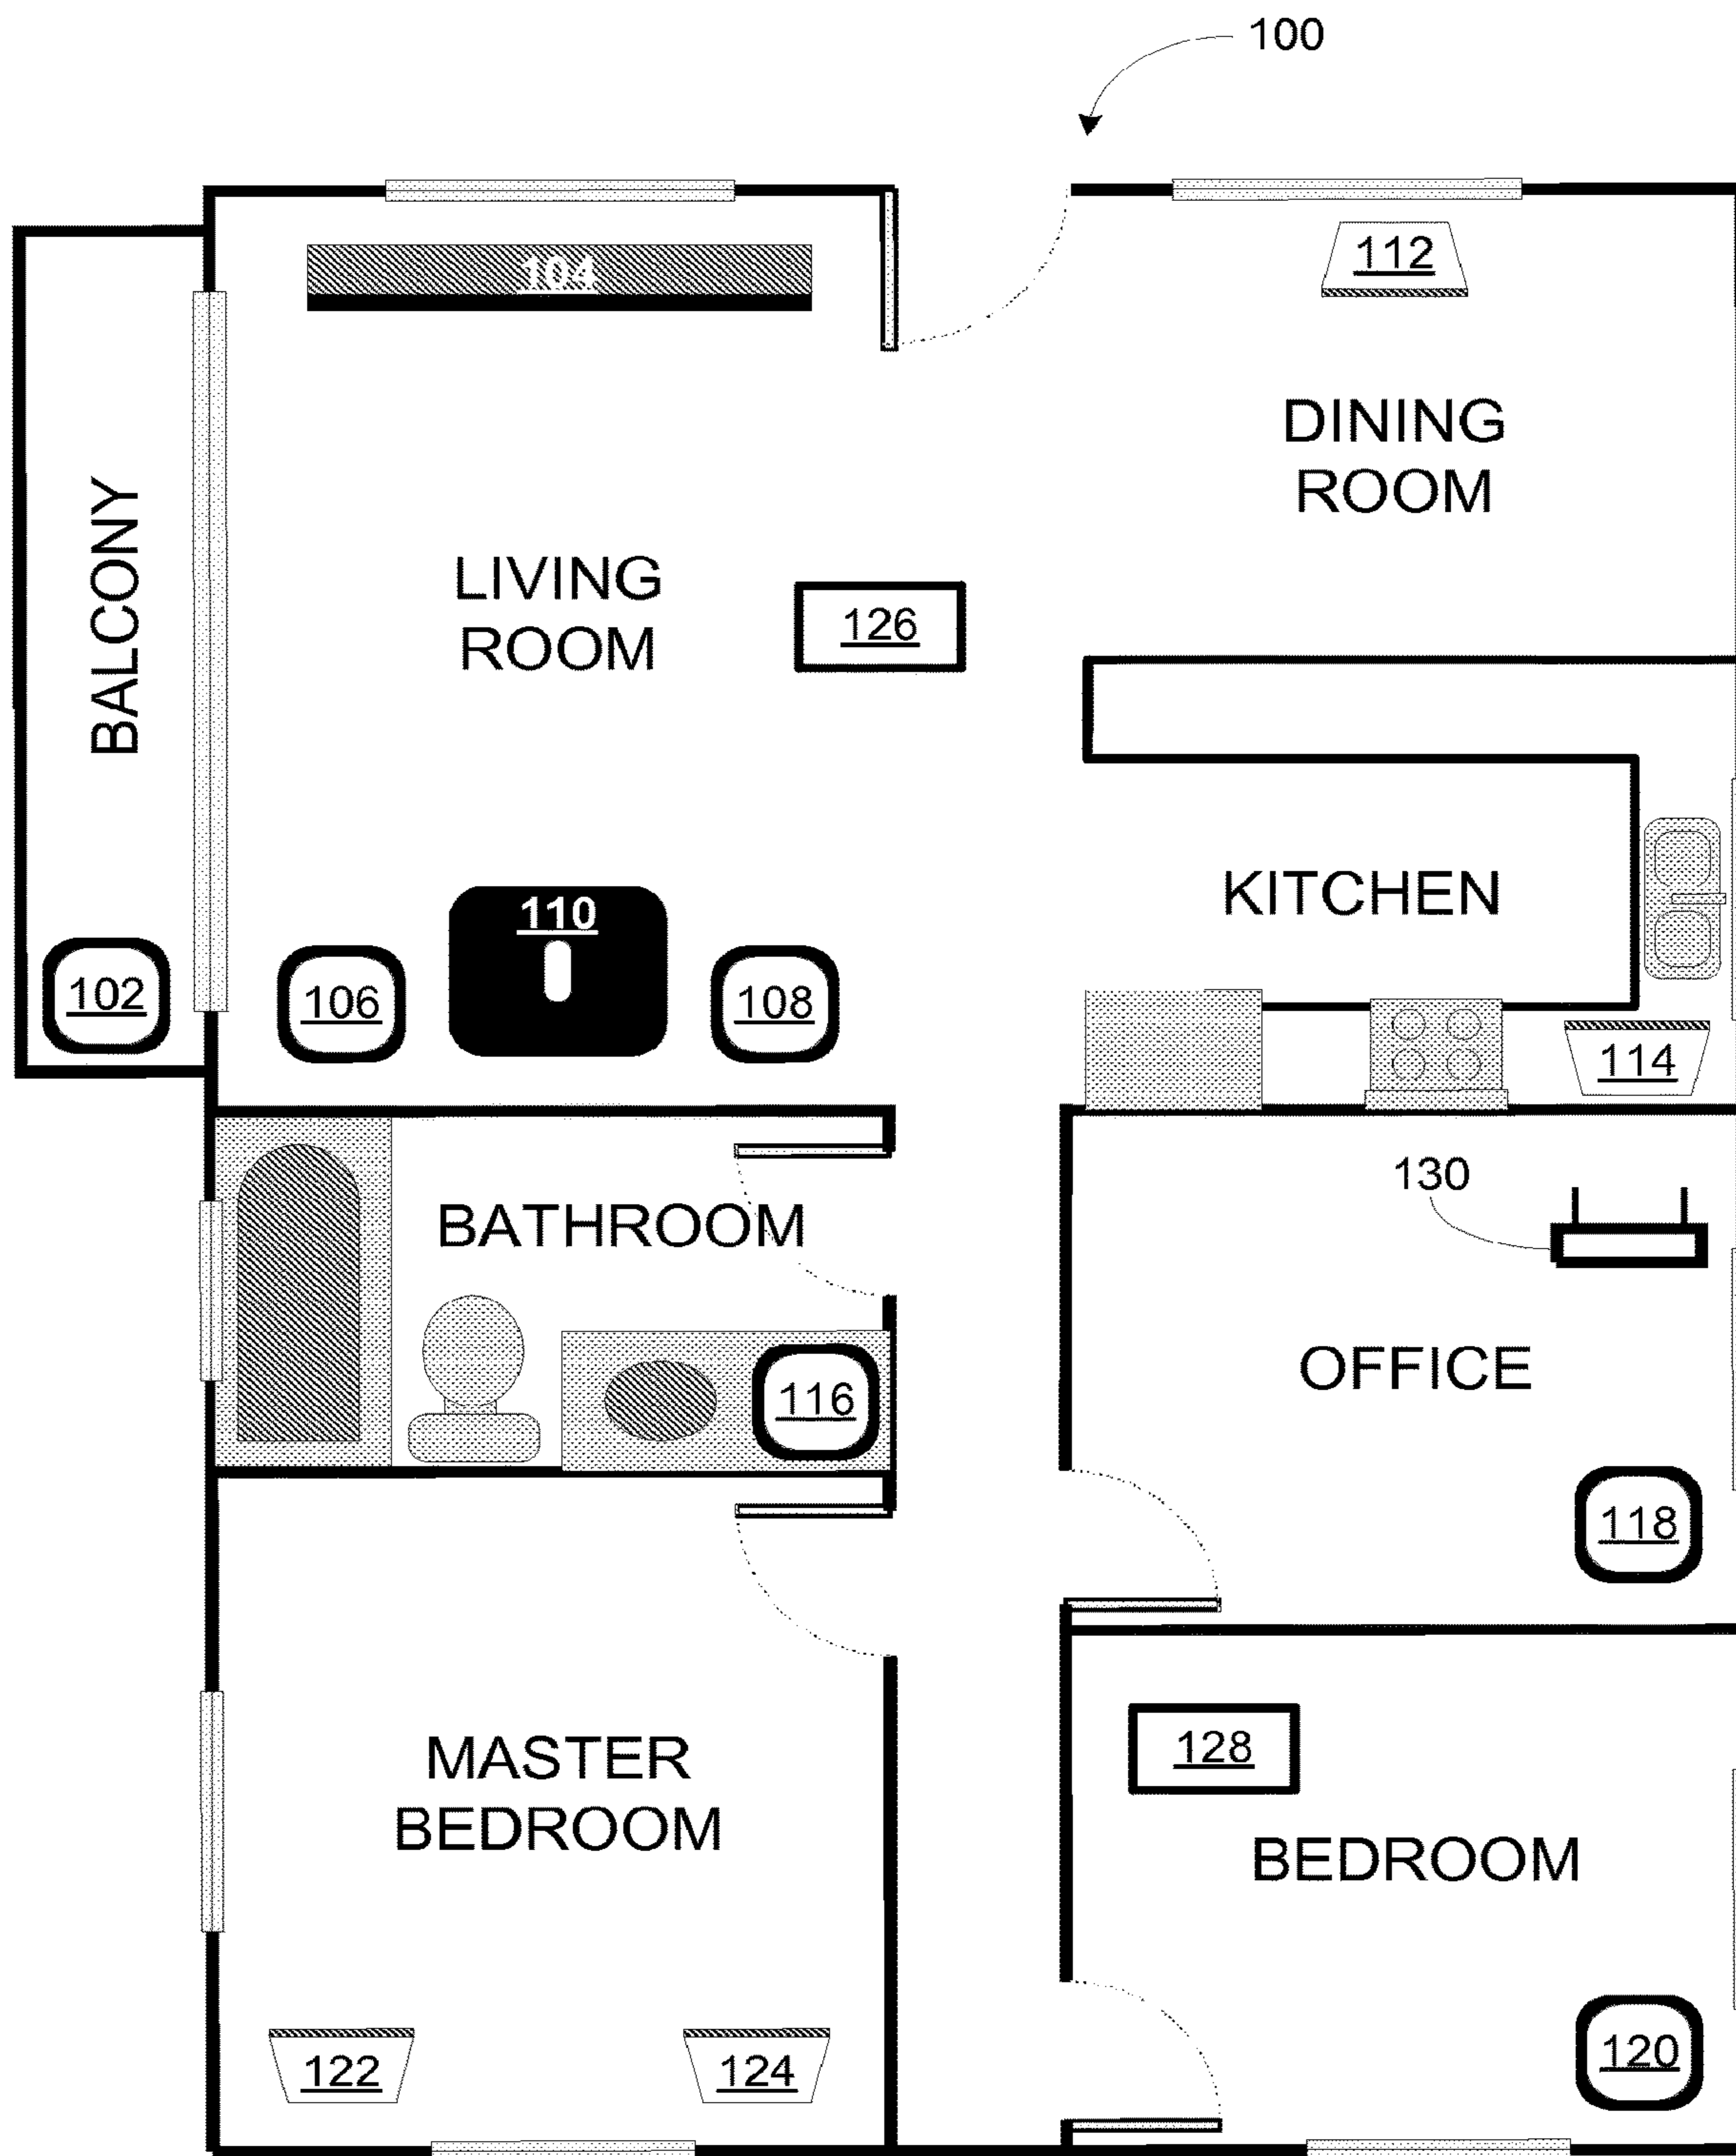 100
104
112
DINING
ROOM
BALCONY
LIVING
ROOM
126
KITCHEN
110
102
106
108
114
130
BATHROOM
OFFICE
116
118
128
MASTER
BEDROOM
BEDROOM
122
124
120